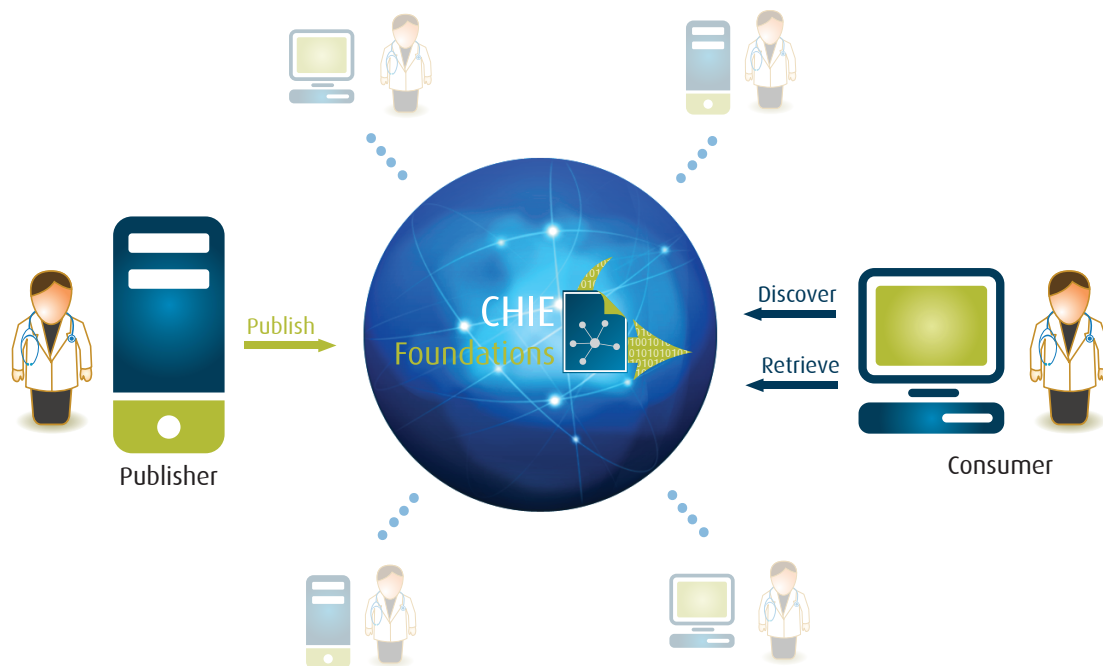 CHIE
Foundations
Publish
Discover
Retrieve
Publisher
Consumer